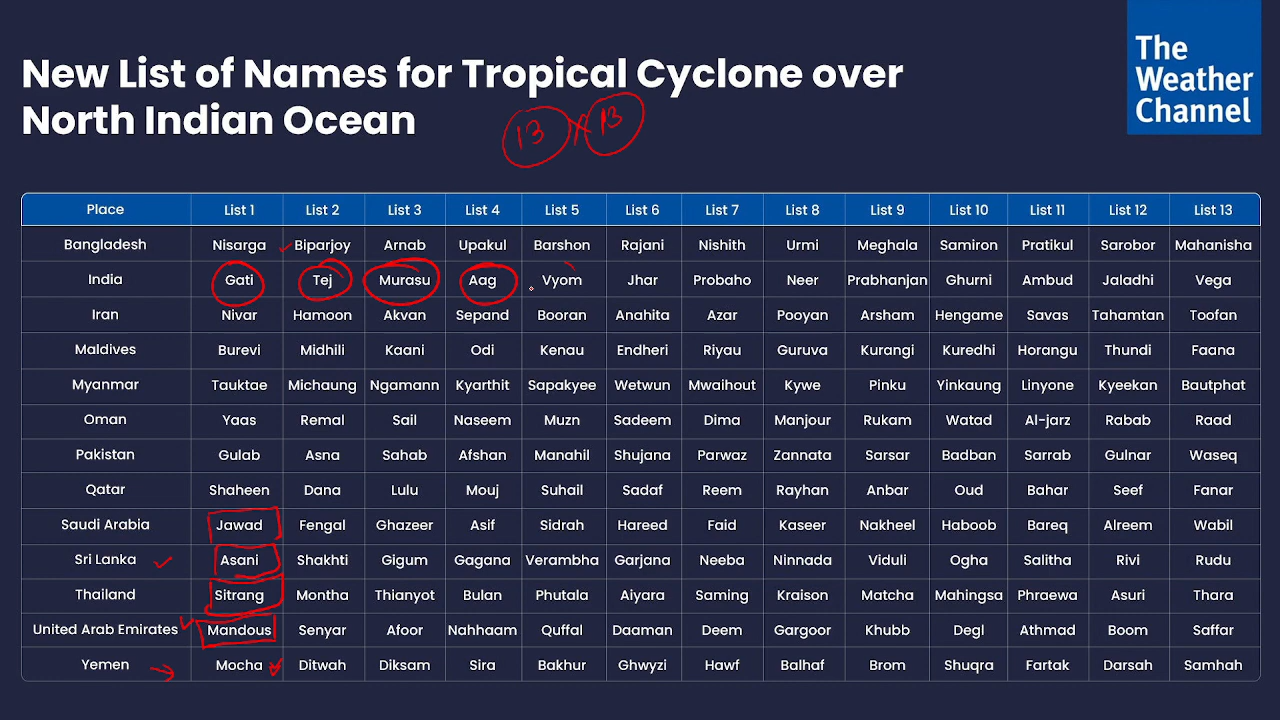 New List of Names for Tropical Cyclone over
North Indian Ocean
The
Weather
Channel
13 X 13
Place List 1 List 2 List 3 List 4 List 5 List 6 List 7 List 8 List 9 List 10 List 11 List 12 List 13
Bangladesh Nisarga Biparjoy Arnab Upakul Barshon Rajani Nishith Urmi Meghala Samiron Pratikul Sarobor Mahanisha
India Gati Tej Murasu Aag Vyom Jhar Probaho Neer Prabhanjan Ghurni Ambud Jaladhi Vega
Iran Nivar Hamoon Akvan Sepand Booran Anahita Azar Pooyan Arsham Hengame Savas Tahamtan Toofan
Maldives Burevi Midhili Kaani Odi Kenau Endheri Riyau Guruva Kurangi Kuredhi Horangu Thundi Faana
Myanmar Tauktae Michaung Ngamann Kyarthit Sapakyee Wetwun Mwaihout Kywe Pinku Yinkaung Linyone Kyeekan Bautphat
Oman Yaas Remal Sail Naseem Muzn Sadeem Dima Manjour Rukam Watad Al-jarz Rabab Raad
Pakistan Gulab Asna Sahab Afshan Manahil Shujana Parwaz Zannata Sarsar Badban Sarrab Gulnar Waseq
Qatar Shaheen Dana Lulu Mouj Suhail Sadaf Reem Rayhan Anbar Oud Bahar Seef Fanar
Saudi Arabia Jawad Fengal Ghazeer Asif Sidrah Hareed Faid Kaseer Nakheel Haboob Bareq Alreem Wabil
Sri Lanka Asani Shakhti Gigum Gagana Verambha Garjana Neeba Ninnada Viduli Ogha Salitha Rivi Rudu
Thailand Sitrang Montha Thianyot Bulan Phutala Aiyara Saming Kraison Matcha Mahingsa Phraewa Asuri Thara
United Arab Emirates Mandous Senyar Afoor Nahhaam Quffal Daaman Deem Gargoor Khubb Degl Athmad Boom Saffar
Yemen Mocha Ditwah Diksam Sira Bakhur Ghwyzi Hawf Balhaf Brom Shuqra Fartak Darsah Samhah